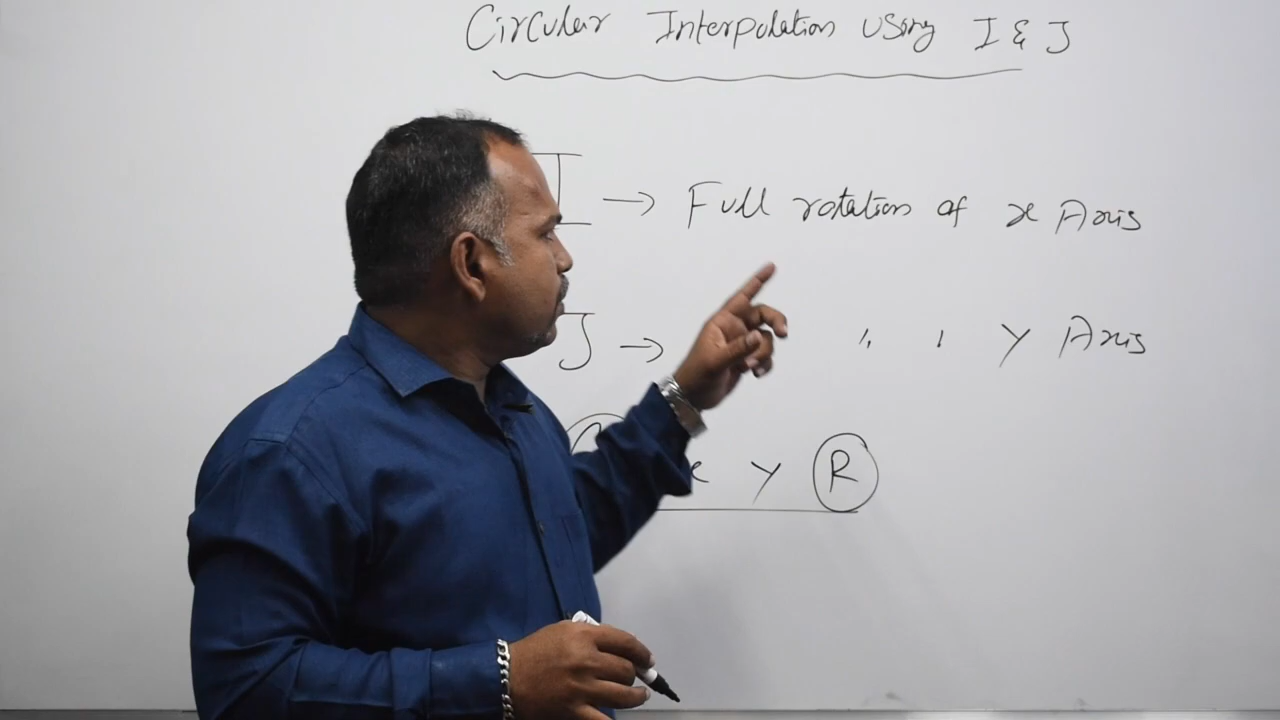 Circular Interpolation using I & J
I → Full rotation of x Axis
J → " " Y Axis
x y R